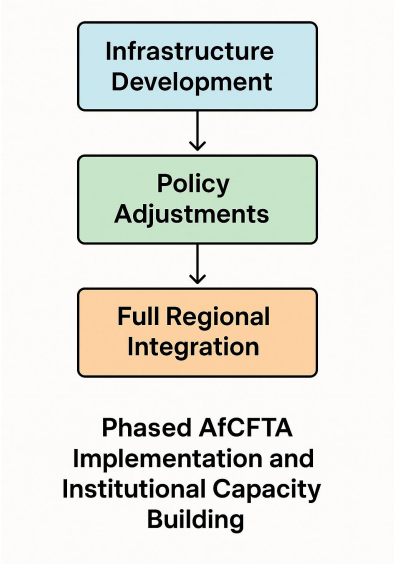 Infrastructure
Development
Policy
Adjustments
Full Regional
Integration
Phased AfCFTA
Implementation and
Institutional Capacity
Building